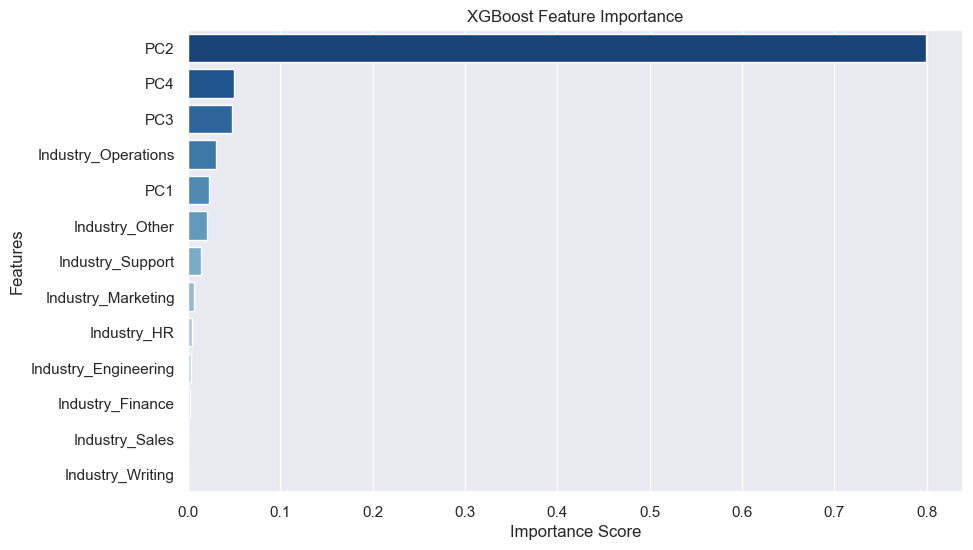 XGBoost Feature Importance
Features
PC2
PC4
PC3
Industry_Operations
PC1
Industry_Other
Industry_Support
Industry_Marketing
Industry_HR
Industry_Engineering
Industry_Finance
Industry_Sales
Industry_Writing
0.0 0.1 0.2 0.3 0.4 0.5 0.6 0.7 0.8
Importance Score